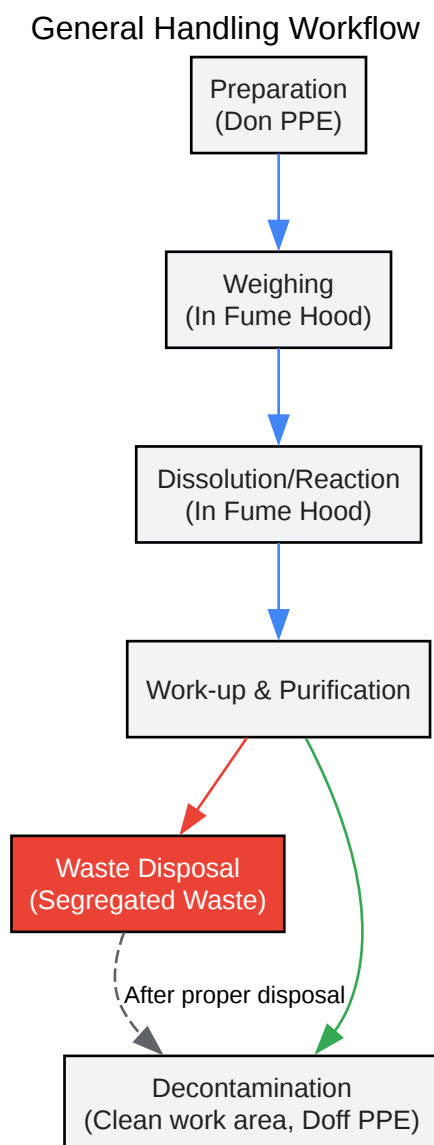 General Handling Workflow
Preparation
(Don PPE)
Weighing
(In Fume Hood)
Dissolution/Reaction
(In Fume Hood)
Work-up & Purification
Waste Disposal
(Segregated Waste)
After proper disposal
Decontamination
(Clean work area, Doff PPE)